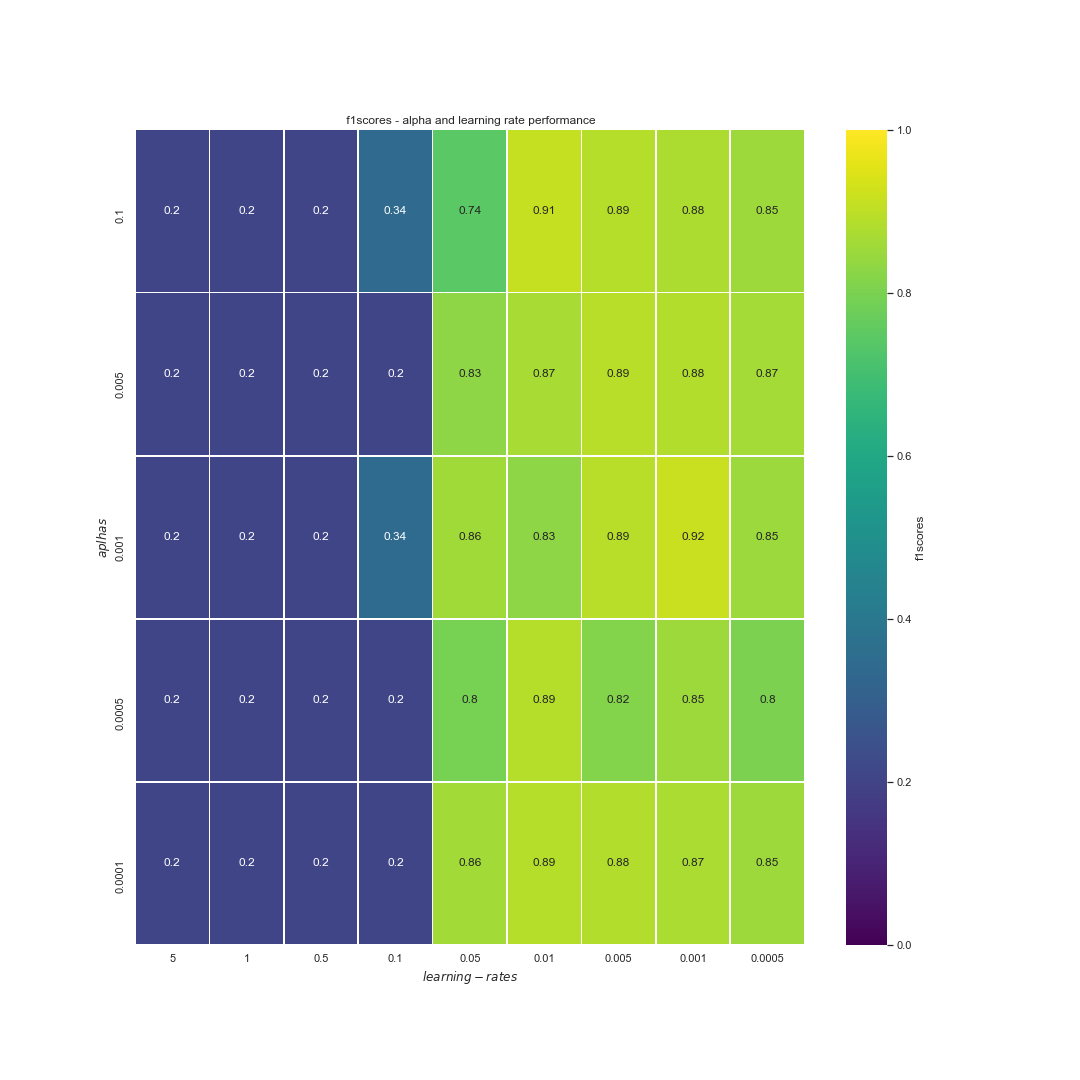 f1scores - alpha and learning rate performance
0.1 0.2 0.2 0.2 0.34 0.74 0.91 0.89 0.88 0.85
0.005 0.2 0.2 0.2 0.2 0.83 0.87 0.89 0.88 0.87
0.001 0.2 0.2 0.2 0.34 0.86 0.83 0.89 0.92 0.85
0.0005 0.2 0.2 0.2 0.2 0.8 0.89 0.82 0.85 0.8
0.0001 0.2 0.2 0.2 0.2 0.86 0.89 0.88 0.87 0.85
aplhas
5 1 0.5 0.1 0.05 0.01 0.005 0.001 0.0005
learning − rates
1.0
0.8
0.6
0.4
0.2
0.0
f1scores